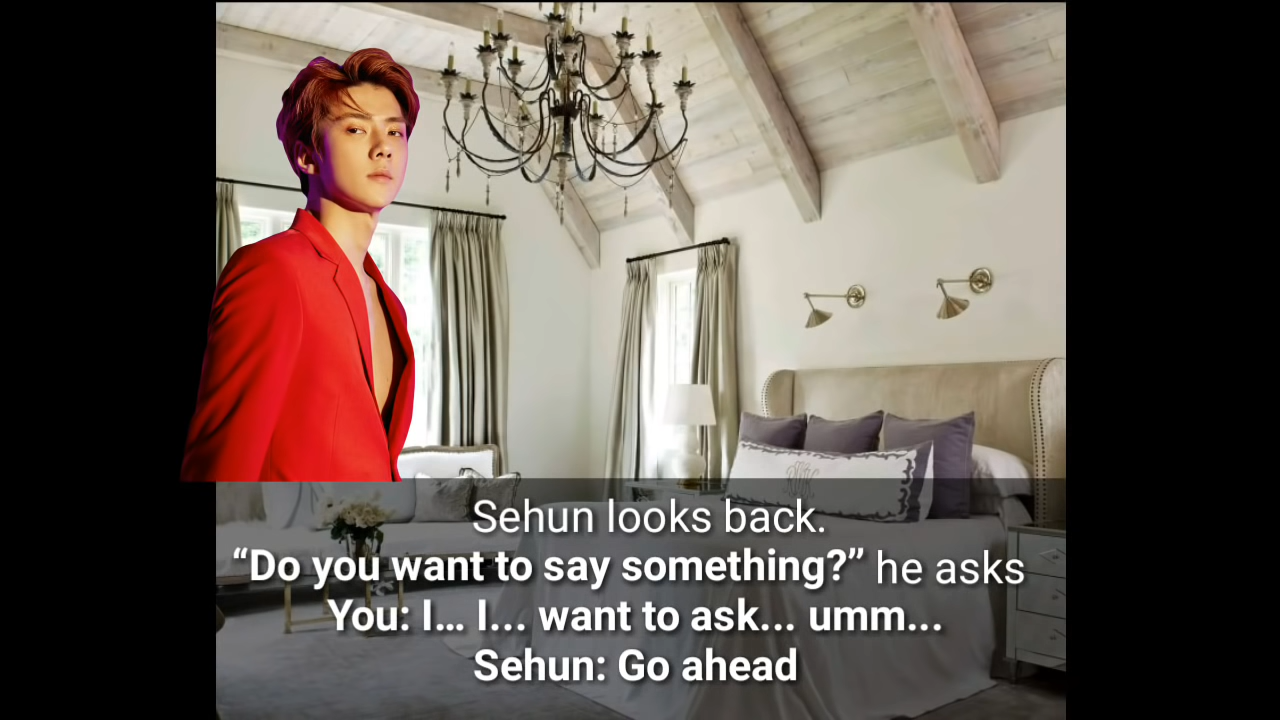 Sehun looks back.
“Do you want to say something?” he asks
You: I... I... want to ask... umm...
Sehun: Go ahead